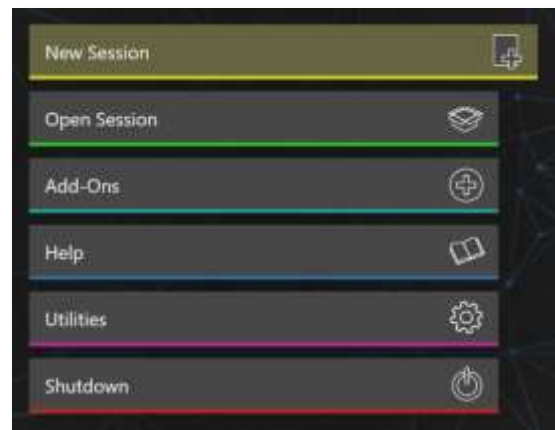 New Session
Open Session
Add-Ons
Help
Utilities
Shutdown